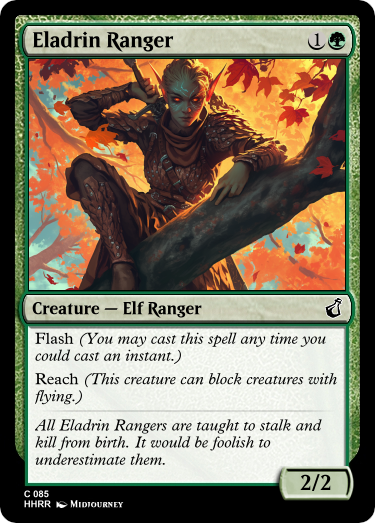 Eladrin Ranger 1
Creature — Elf Ranger
Flash (You may cast this spell any time you
could cast an instant.)
Reach (This creature can block creatures with
flying.)
All Eladrin Rangers are taught to stalk and
kill from birth. It would be foolish to
underestimate them.
2/2
C 085
HHRR Midjourney